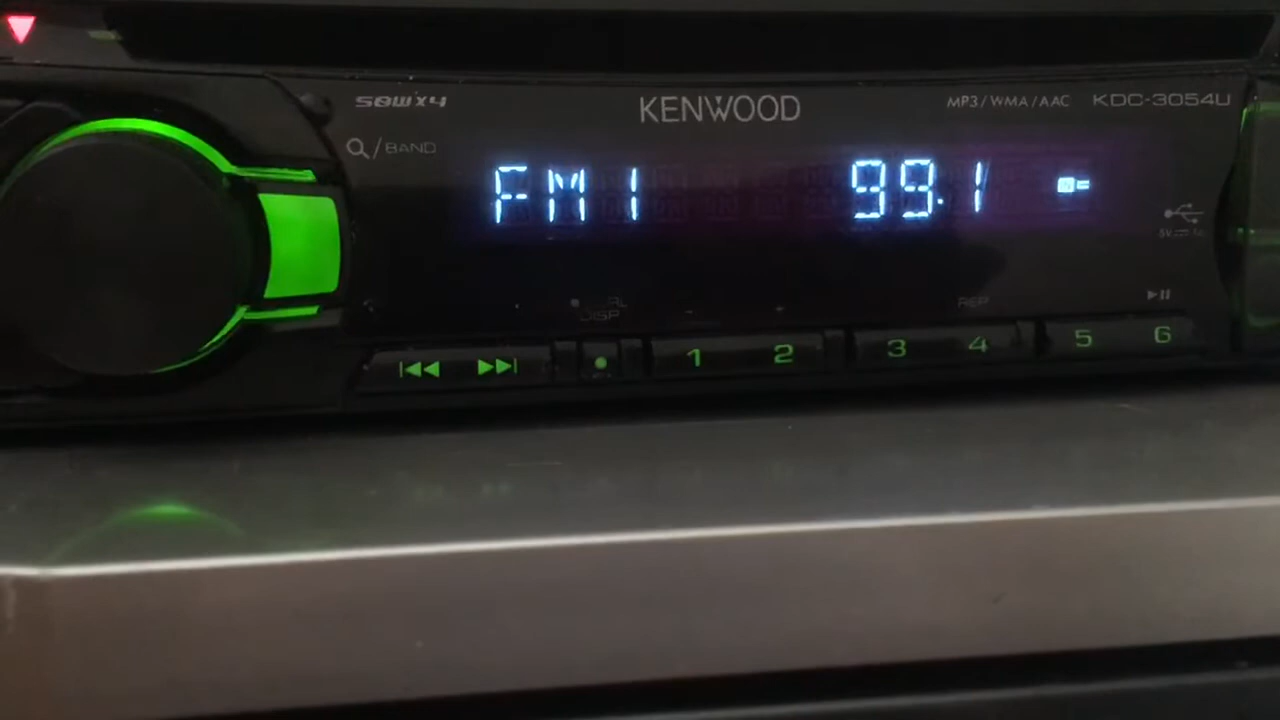 50W x4
KENWOOD
MP3/WMA/AAC KDC-3054U
/BAND
FM1 99.1
DISP
REP
1 2 3 4 5 6